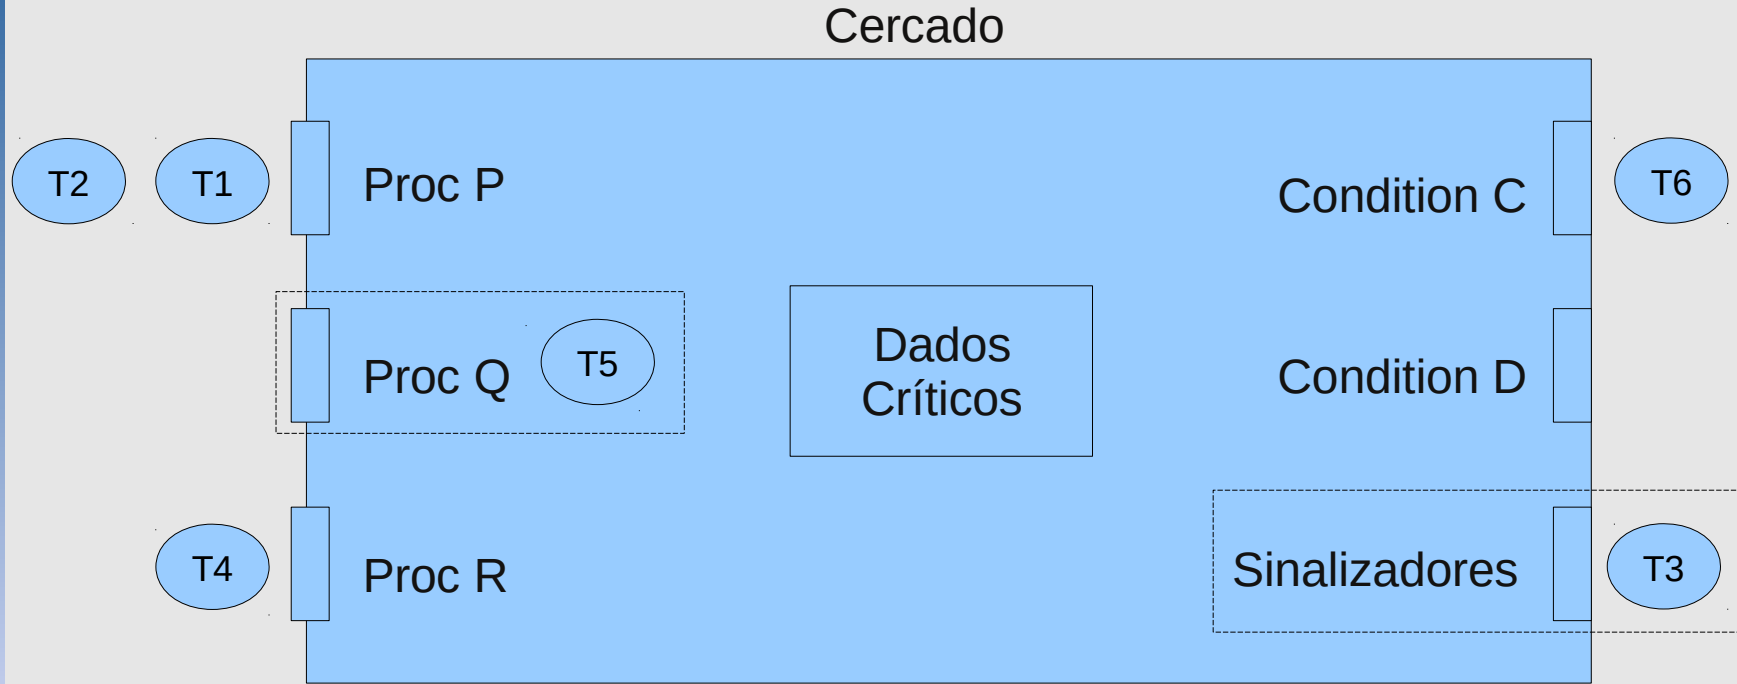 Cercado
T2
T1
Proc P
Condition C
T6
Proc Q
T5
Dados
Críticos
Condition D
T4
Proc R
Sinalizadores
T3